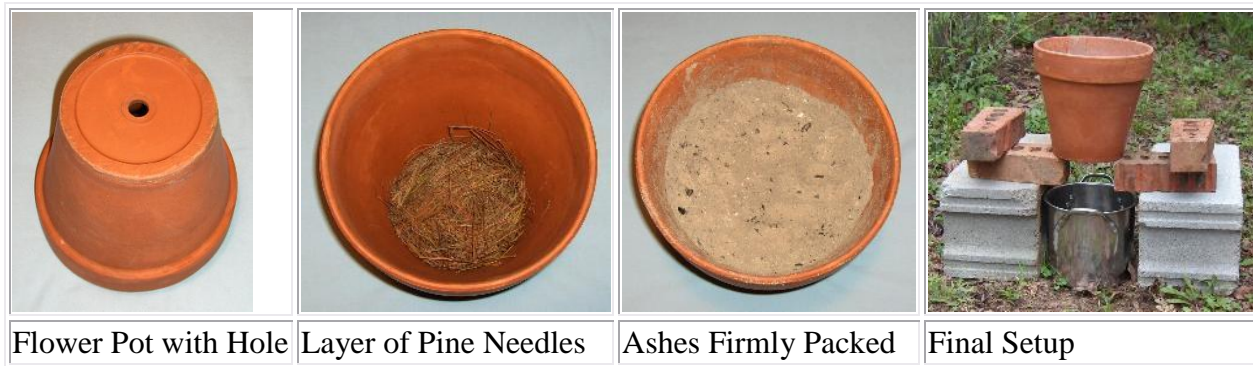 Flower Pot with Hole
Layer of Pine Needles
Ashes Firmly Packed
Final Setup